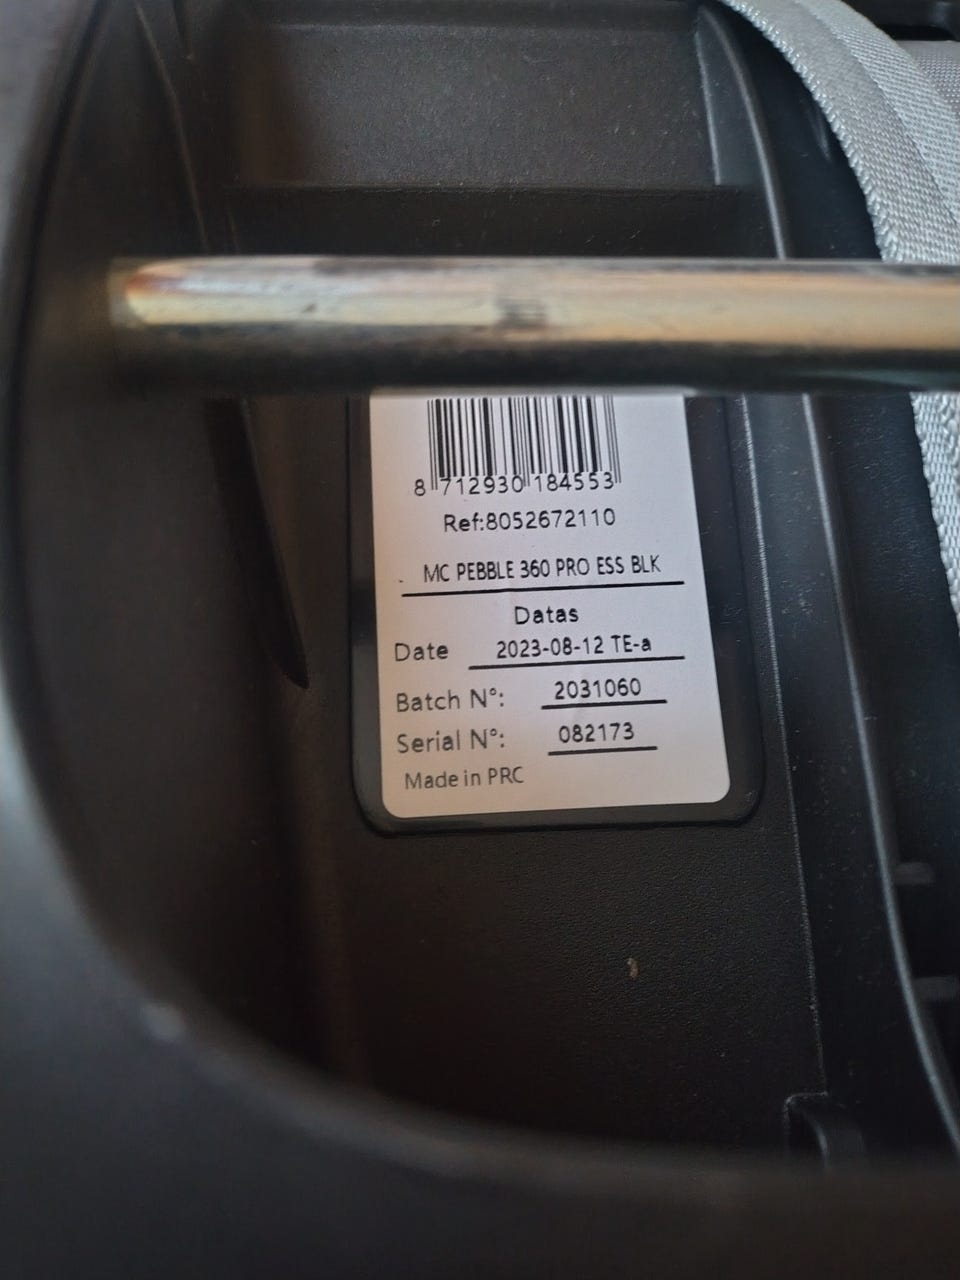 8 712930 184553
Ref:8052672110
MC PEBBLE 360 PRO ESS BLK
Datas
Date 2023-08-12 TE-a
Batch N°: 2031060
Serial N°: 082173
Made in PRC